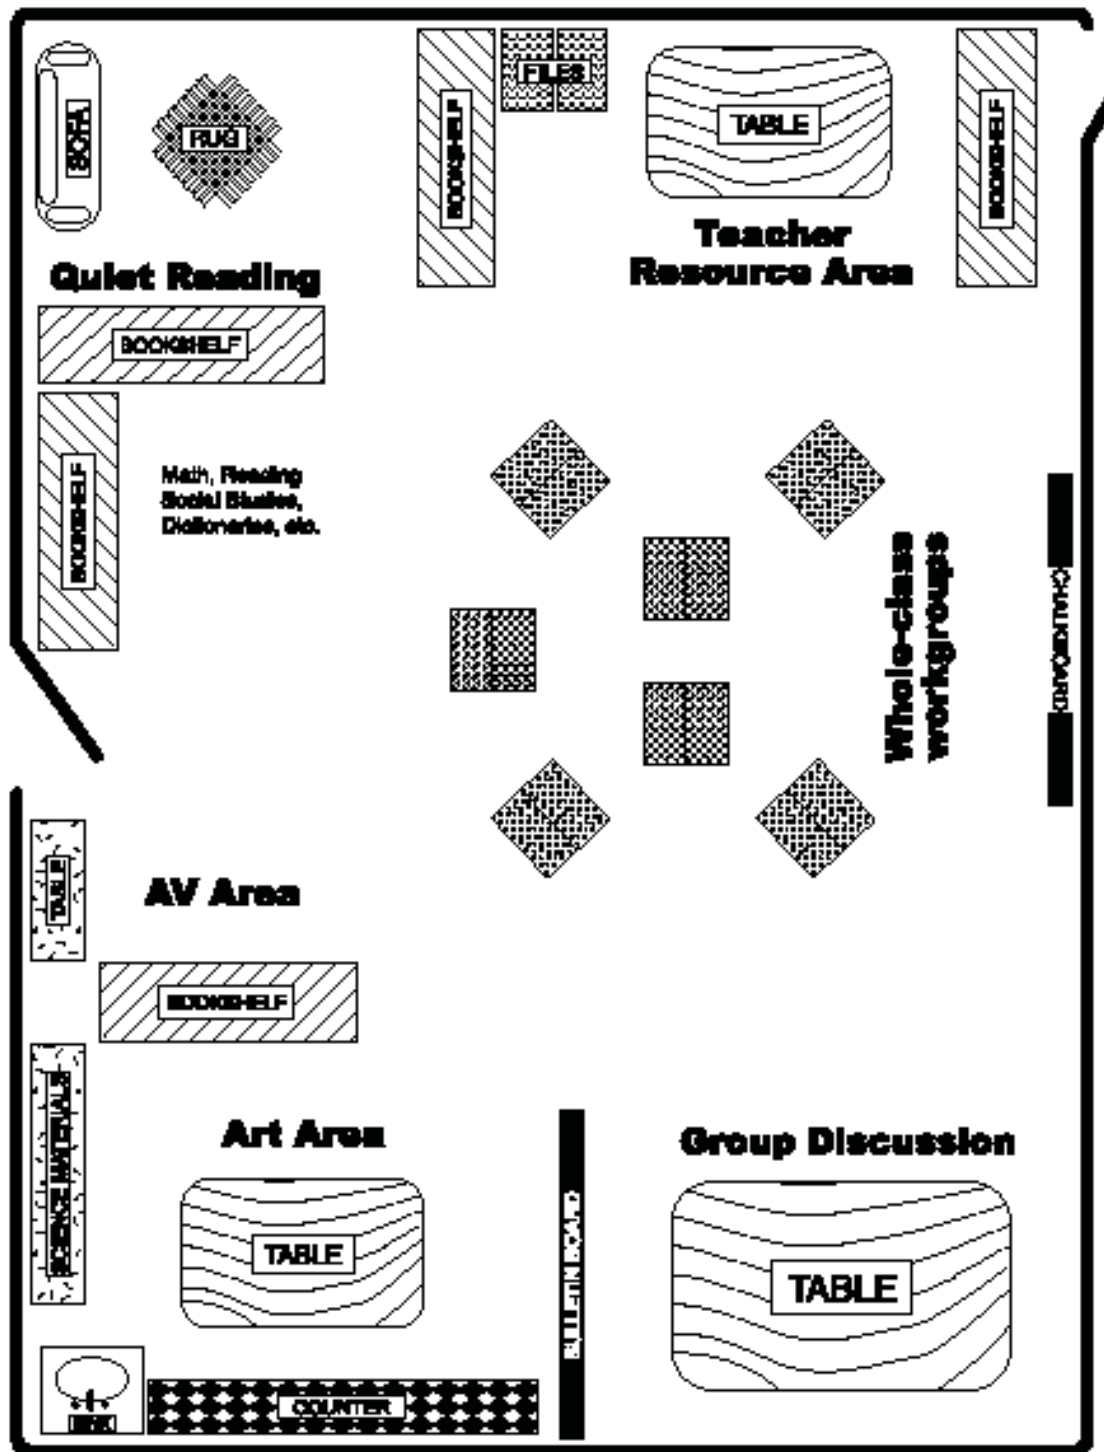 SOFA
RUG
BOOKSHELF
FILES
TABLE
BOOKSHELF
Quiet Reading
Teacher
Resource Area
BOOKSHELF
BOOKSHELF
Math, Reading
Social Studies,
Dictionaries, etc.
Whole-class
workgroups
CHALKBOARD
TABLE
AV Area
BOOKSHELF
SCIENCE MATERIALS
Art Area
TABLE
BULLETIN BOARD
Group Discussion
TABLE
SINK
COUNTER